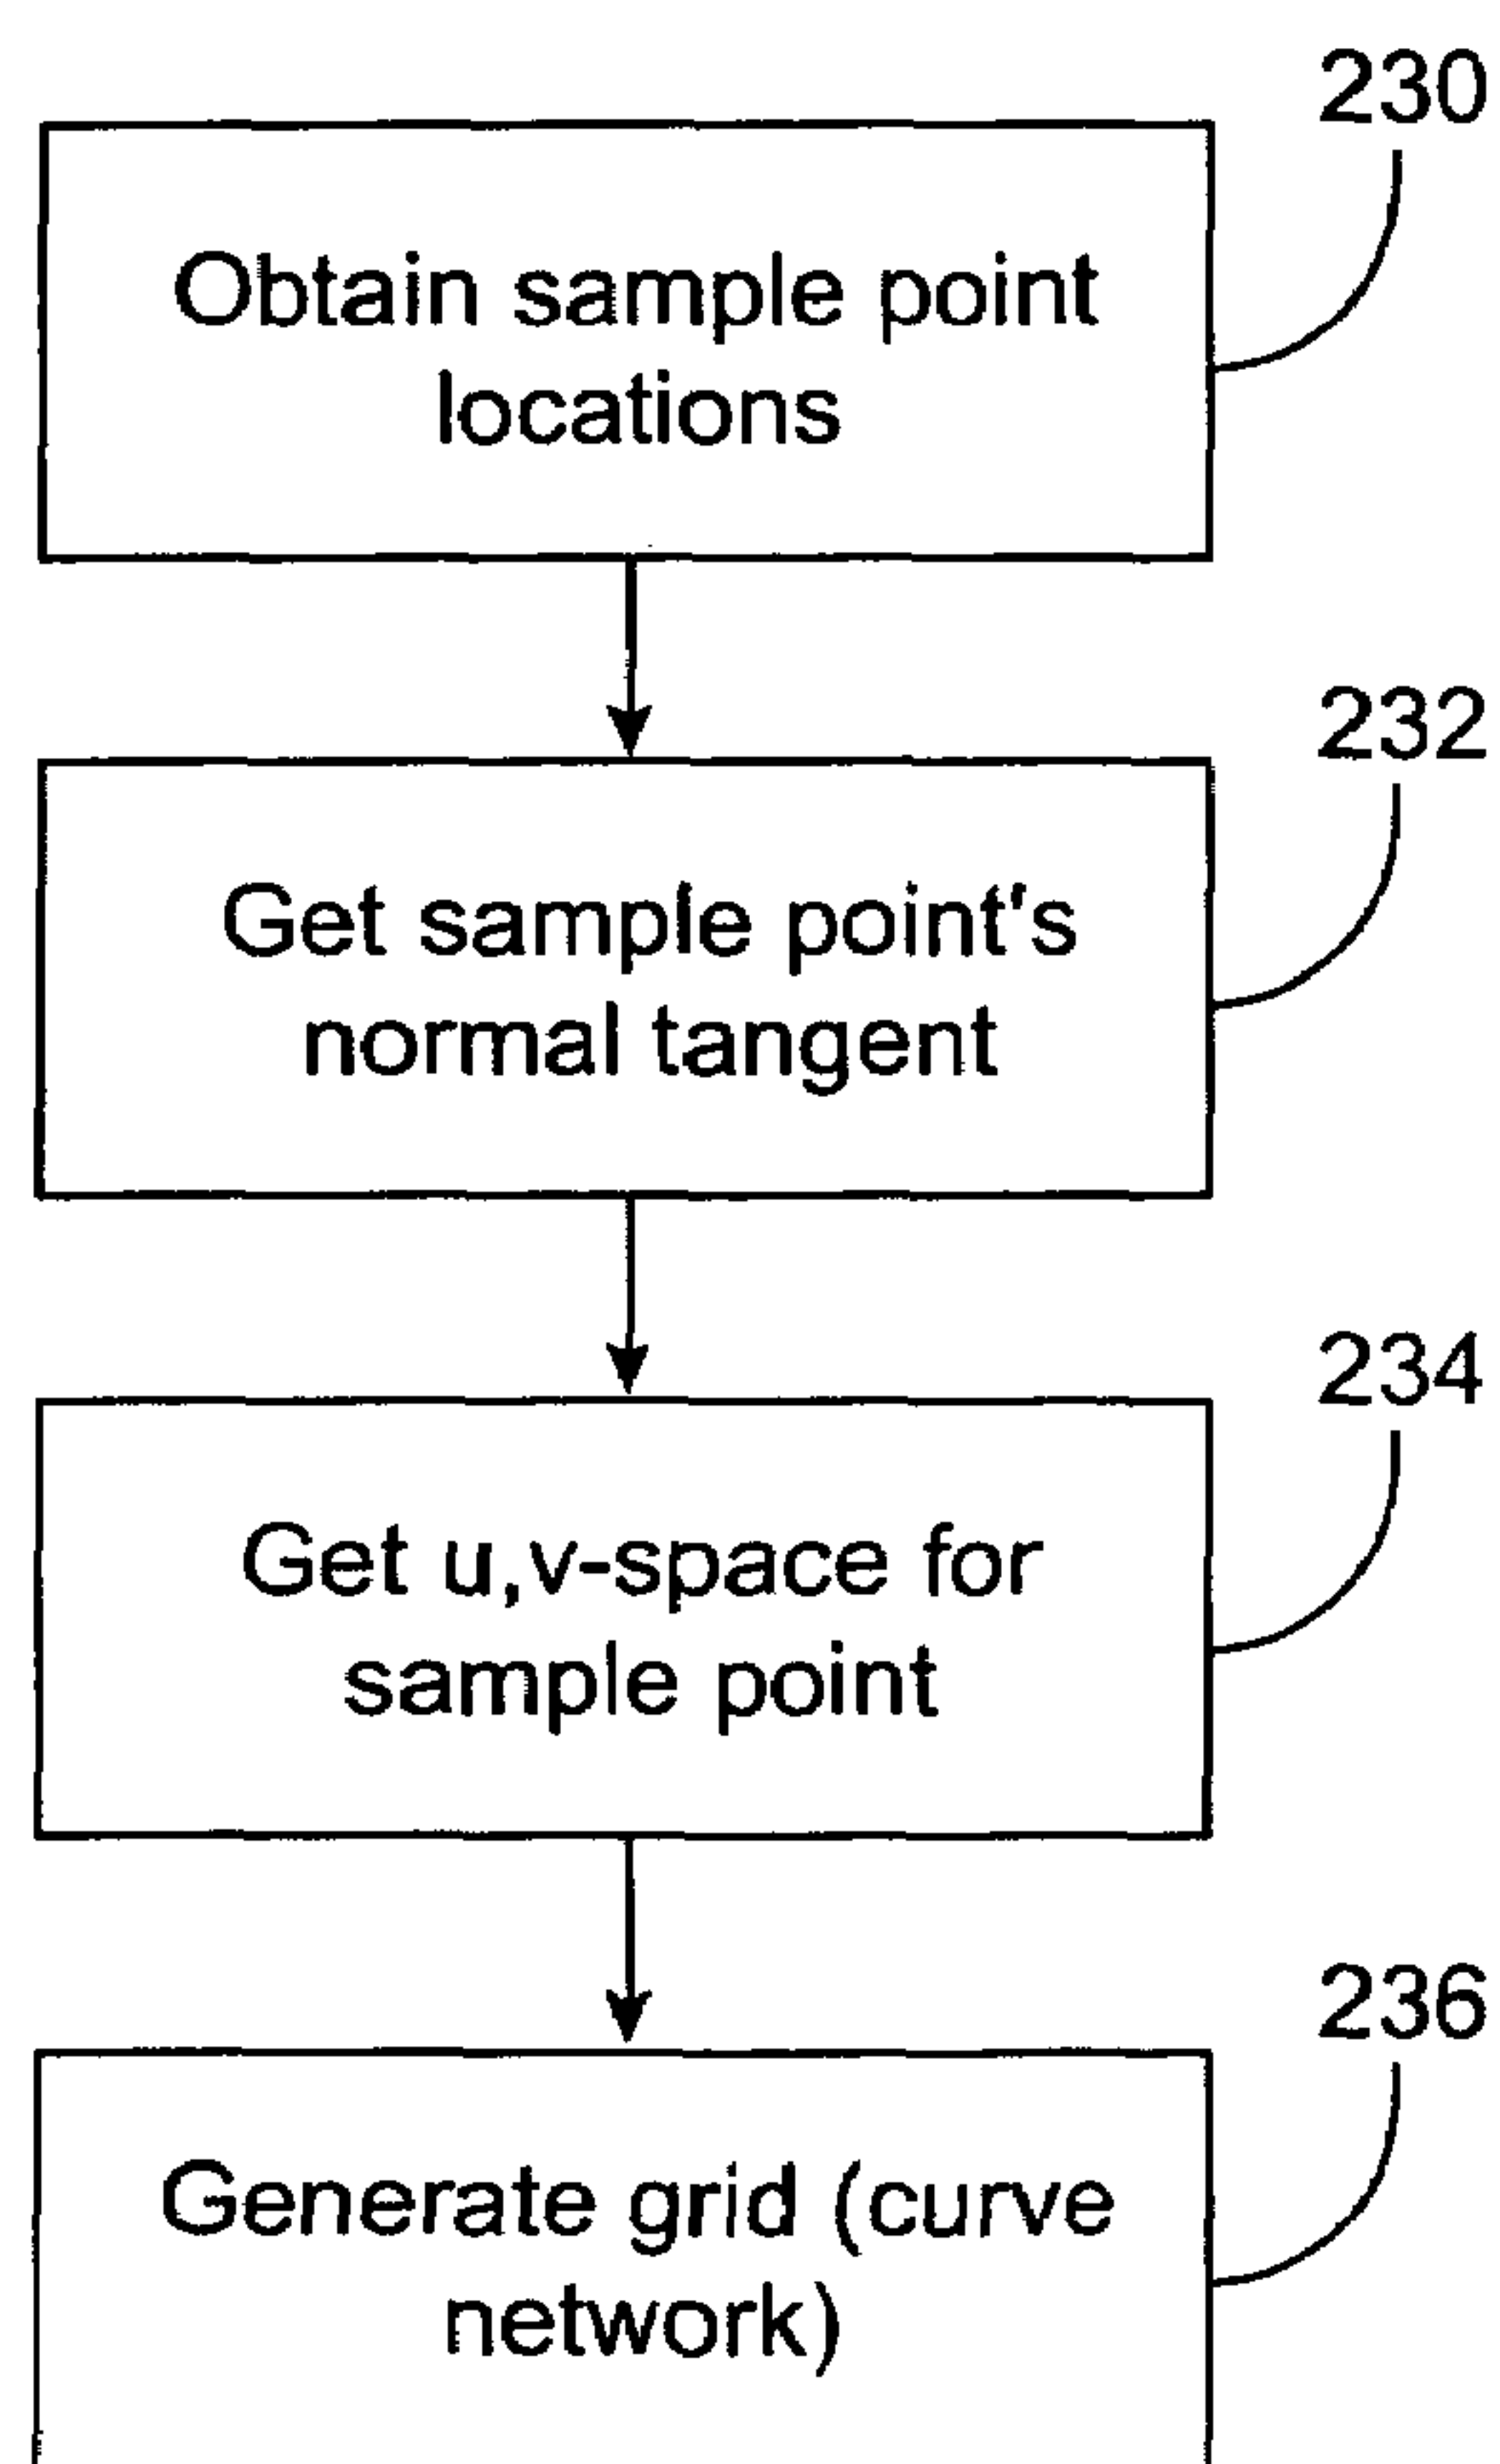 230
Obtain sample point
locations
232
Get sample point's
normal tangent
234
Get u,v-space for
sample point
236
Generate grid (curve
network)